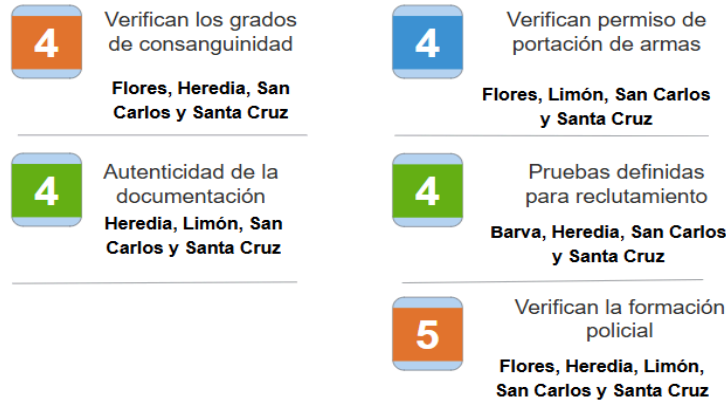 4
Verifican los grados
de consanguinidad
Flores, Heredia, San
Carlos y Santa Cruz
4
Verifican permiso de
portación de armas
Flores, Limón, San Carlos
y Santa Cruz
4
Autenticidad de la
documentación
Heredia, Limón, San
Carlos y Santa Cruz
4
Pruebas definidas
para reclutamiento
Barva, Heredia, San Carlos
y Santa Cruz
5
Verifican la formación
policial
Flores, Heredia, Limón,
San Carlos y Santa Cruz